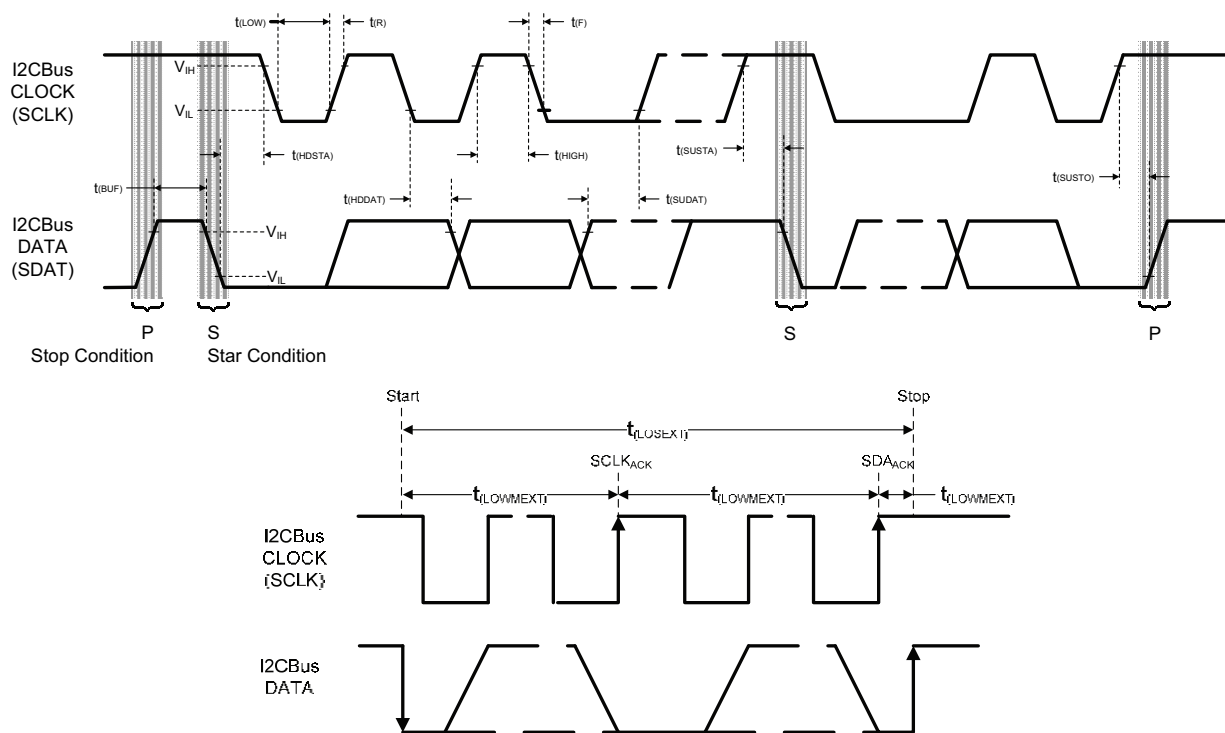 t(LOW)
t(R)
t(F)
I2CBus
CLOCK
(SCLK)
VIH
VIL
t(HDSTA)
t(HIGH)
t(SUSTA)
t(SUSTO)
t(BUF)
t(HDDAT)
t(SUDAT)
I2CBus
DATA
(SDAT)
VIH
VIL
P
S
S
P
Stop Condition
Star Condition
Start
Stop
t(LOSEXT)
SCLKACK
SDAACK
t(LOWMEXT)
t(LOWMEXT)
t(LOWMEXT)
I2CBus
CLOCK
(SCLK)
I2CBus
DATA